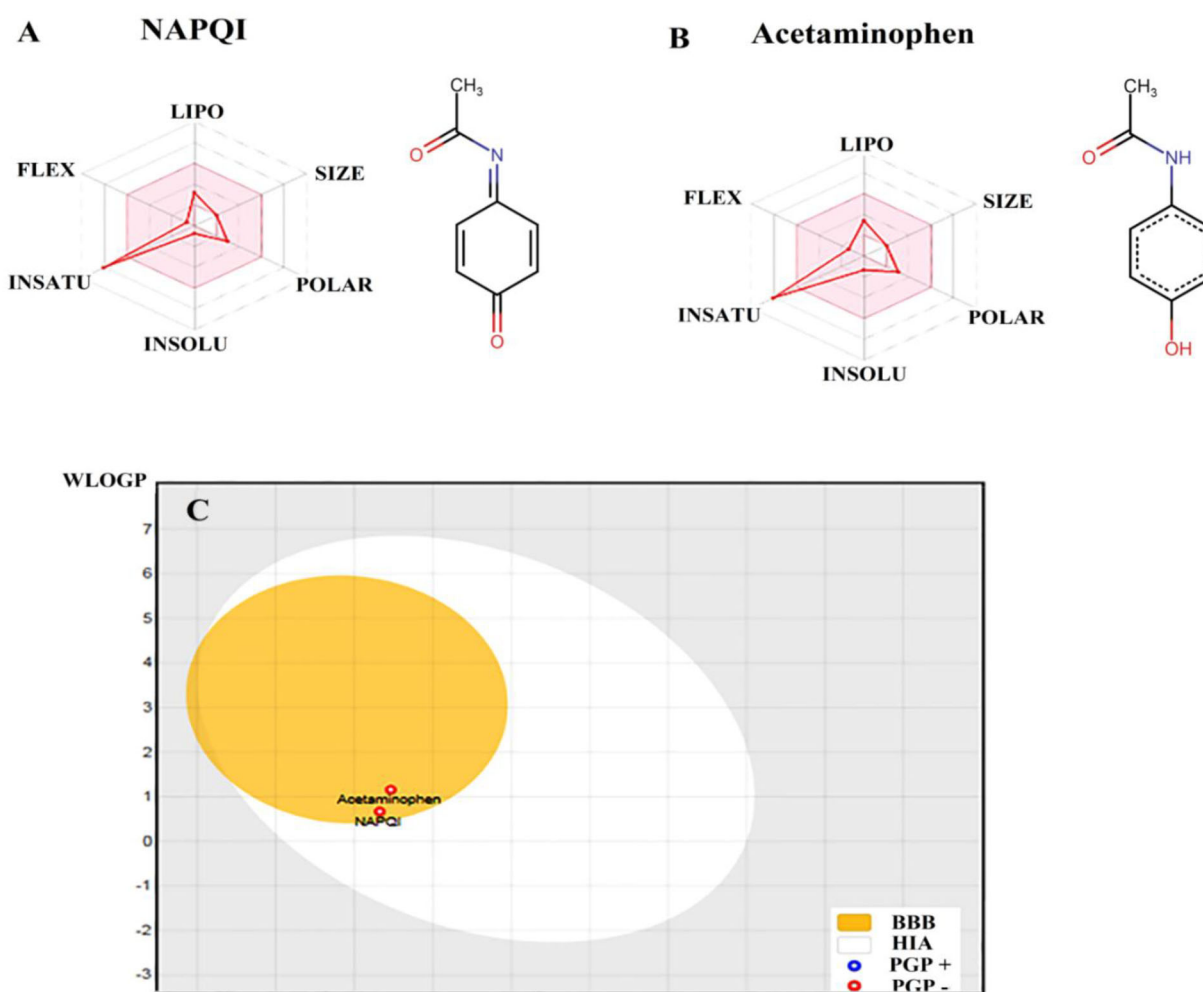 A NAPQI
LIPO
FLEX
SIZE
INSATU
POLAR
INSOLU
CH3
O
N
O
B Acetaminophen
LIPO
FLEX
SIZE
INSATU
POLAR
INSOLU
CH3
O
NH
OH
WLOGP
C
7
6
5
4
3
2
1
0
-1
-2
-3
Acetaminophen
NAPQI
BBB
HIA
PGP +
PGP -